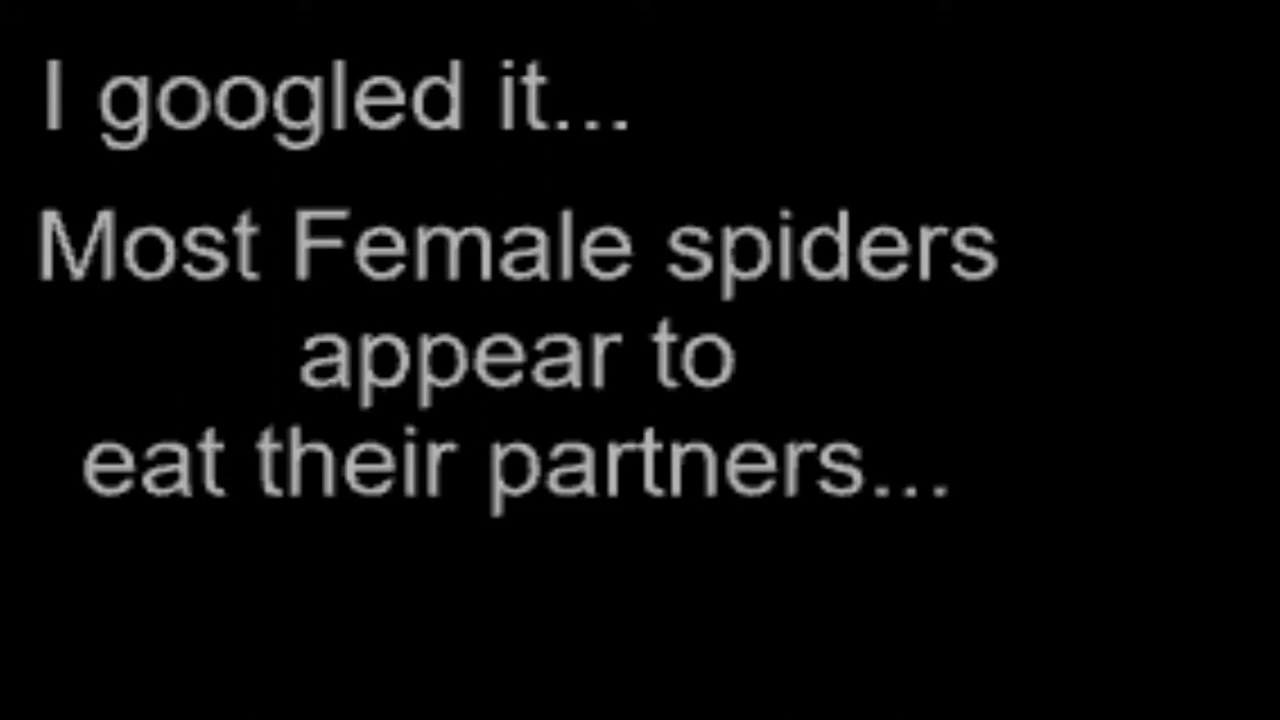 I googled it...
Most Female spiders
appear to
eat their partners...